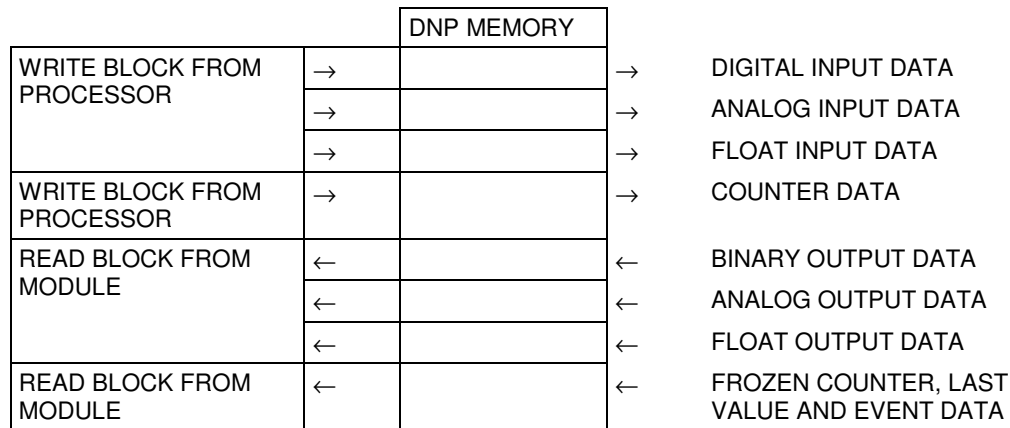 DNP MEMORY
WRITE BLOCK FROM PROCESSOR → → DIGITAL INPUT DATA
→ → ANALOG INPUT DATA
→ → FLOAT INPUT DATA
WRITE BLOCK FROM PROCESSOR → → COUNTER DATA
READ BLOCK FROM MODULE ← ← BINARY OUTPUT DATA
← ← ANALOG OUTPUT DATA
← ← FLOAT OUTPUT DATA
READ BLOCK FROM MODULE ← ← FROZEN COUNTER, LAST VALUE AND EVENT DATA